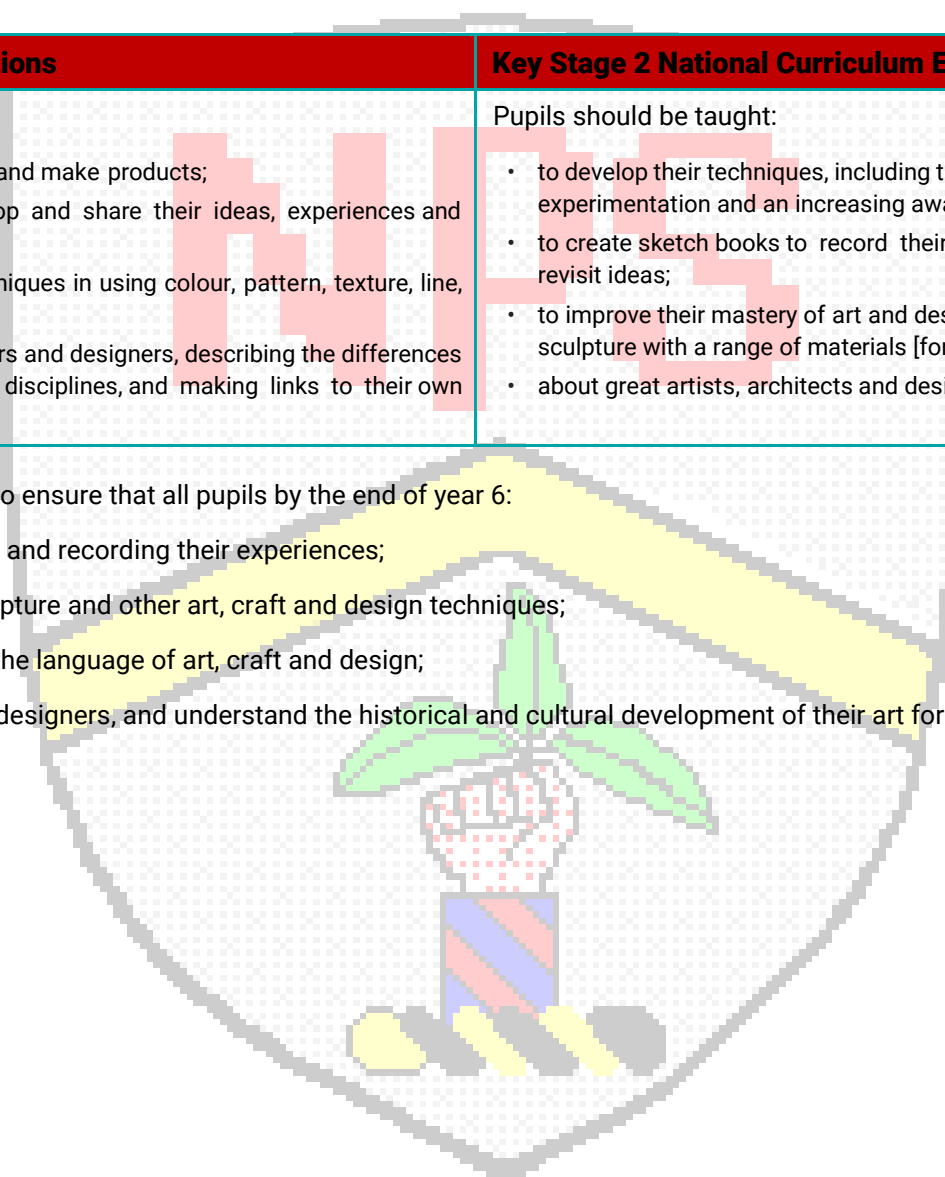 ions
and make products;
op and share their ideas, experiences and
niques in using colour, pattern, texture, line,
rs and designers, describing the differences
disciplines, and making links to their own
Key Stage 2 National Curriculum E
Pupils should be taught:
• to develop their techniques, including t
experimentation and an increasing awa
• to create sketch books to record their
revisit ideas;
• to improve their mastery of art and des
sculpture with a range of materials [for
• about great artists, architects and desi
o ensure that all pupils by the end of year 6:
and recording their experiences;
pture and other art, craft and design techniques;
he language of art, craft and design;
designers, and understand the historical and cultural development of their art for
NPS